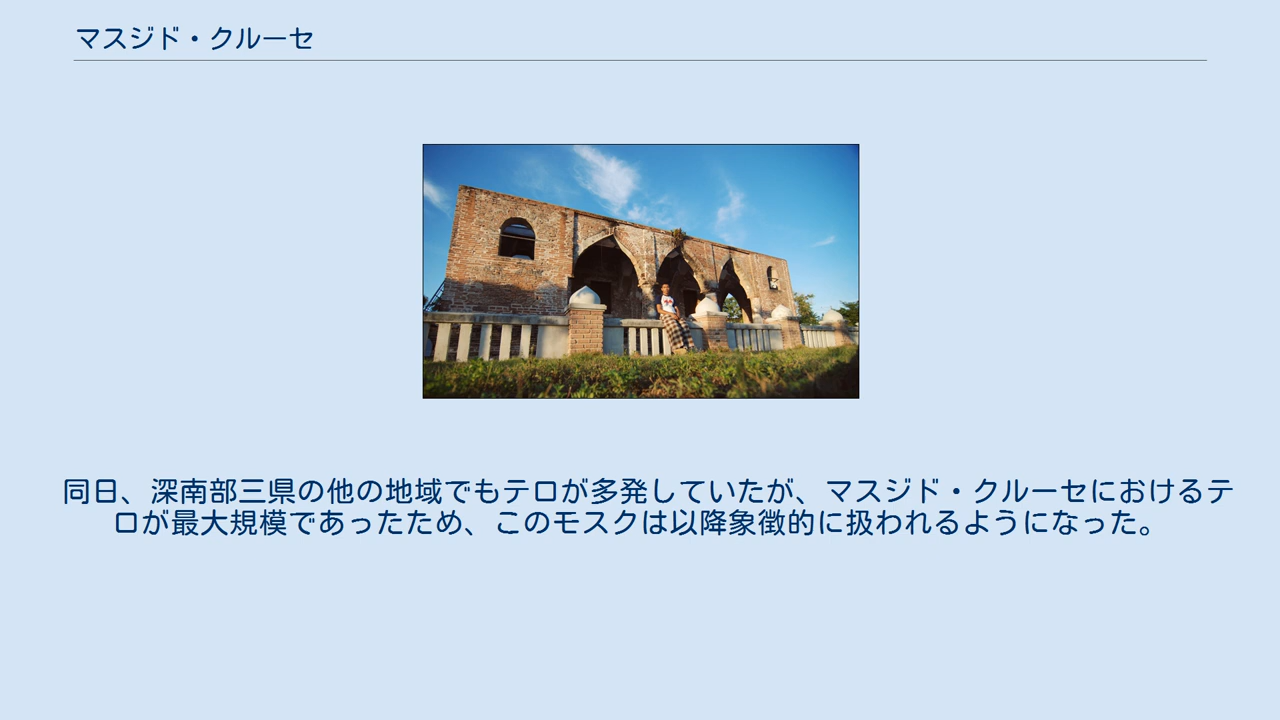 マスジド・クルーセ
同日、深南部三県の他の地域でもテロが多発していたが、マスジド・クルーセにおけるテ
ロが最大規模であったため、このモスクは以降象徴的に扱われるようになった。